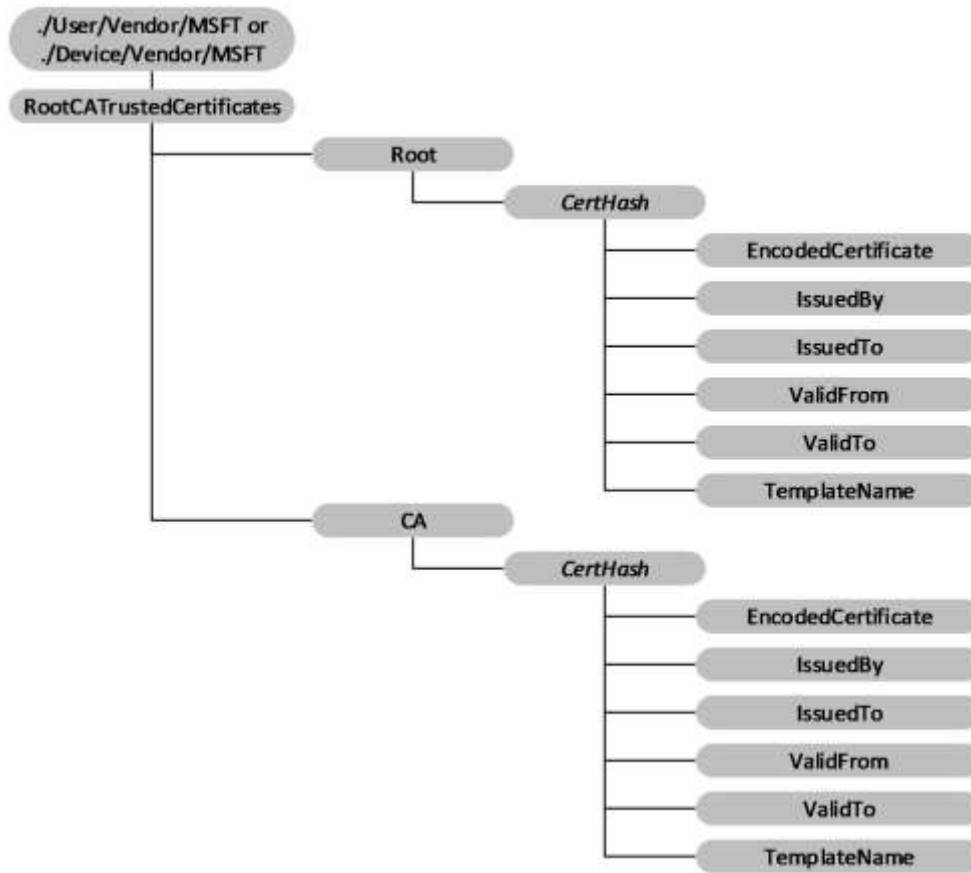 ./User/Vendor/MSFT or
./Device/Vendor/MSFT
RootCATrustedCertificates
Root
CertHash
EncodedCertificate
IssuedBy
IssuedTo
ValidFrom
ValidTo
TemplateName
CA
CertHash
EncodedCertificate
IssuedBy
IssuedTo
ValidFrom
ValidTo
TemplateName